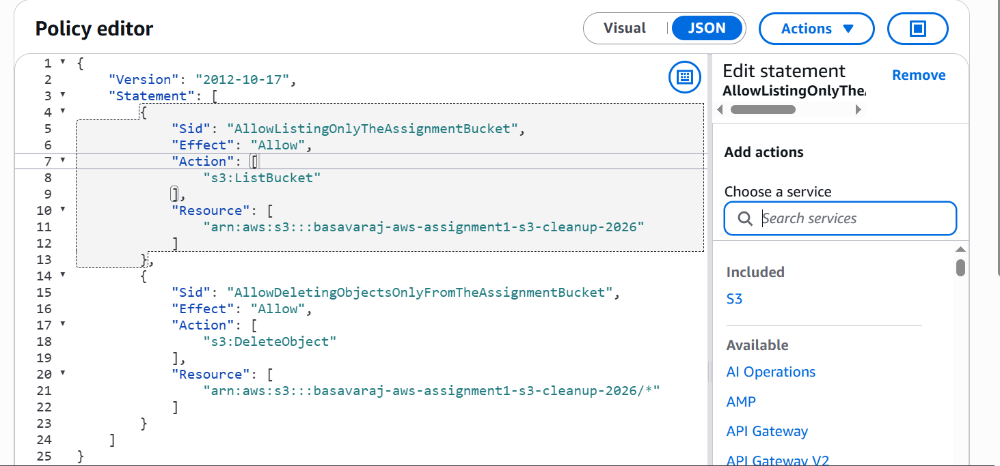 Policy editor
Visual
JSON
Actions
1 {
2 "Version": "2012-10-17",
3 "Statement": [
4 {
5 "Sid": "AllowListingOnlyTheAssignmentBucket",
6 "Effect": "Allow",
7 "Action": [
8 "s3:ListBucket"
9 ],
10 "Resource": [
11 "arn:aws:s3:::basavaraj-aws-assignment1-s3-cleanup-2026"
12 ]
13 },
14 {
15 "Sid": "AllowDeletingObjectsOnlyFromTheAssignmentBucket",
16 "Effect": "Allow",
17 "Action": [
18 "s3:DeleteObject"
19 ],
20 "Resource": [
21 "arn:aws:s3:::basavaraj-aws-assignment1-s3-cleanup-2026/*"
22 ]
23 }
24 ]
25 }
Edit statement
Remove
AllowListingOnlyThe
Add actions
Choose a service
Search services
Included
S3
Available
AI Operations
AMP
API Gateway
API Gateway V2